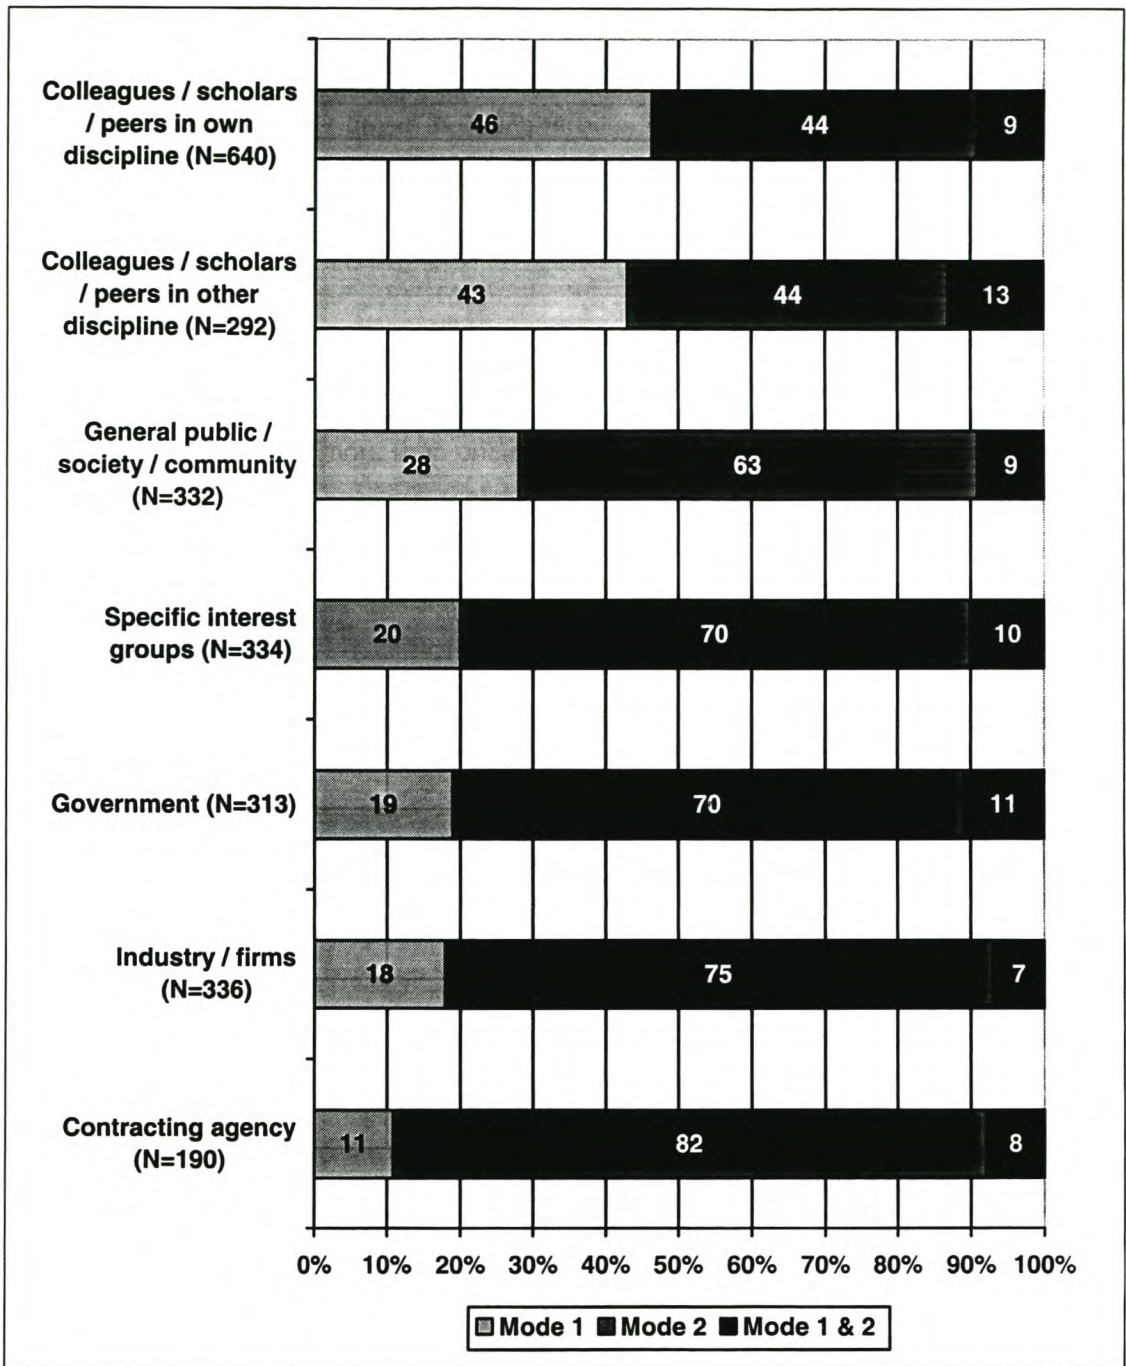 Colleagues / scholars
/ peers in own
discipline (N=640)
46 44 9
Colleagues / scholars
/ peers in other
discipline (N=292)
43 44 13
General public /
society / community
(N=332)
28 63 9
Specific interest
groups (N=334)
20 70 10
Government (N=313)
19 70 11
Industry / firms
(N=336)
18 75 7
Contracting agency
(N=190)
11 82 8
0% 10% 20% 30% 40% 50% 60% 70% 80% 90% 100%
Mode 1 Mode 2 Mode 1 & 2